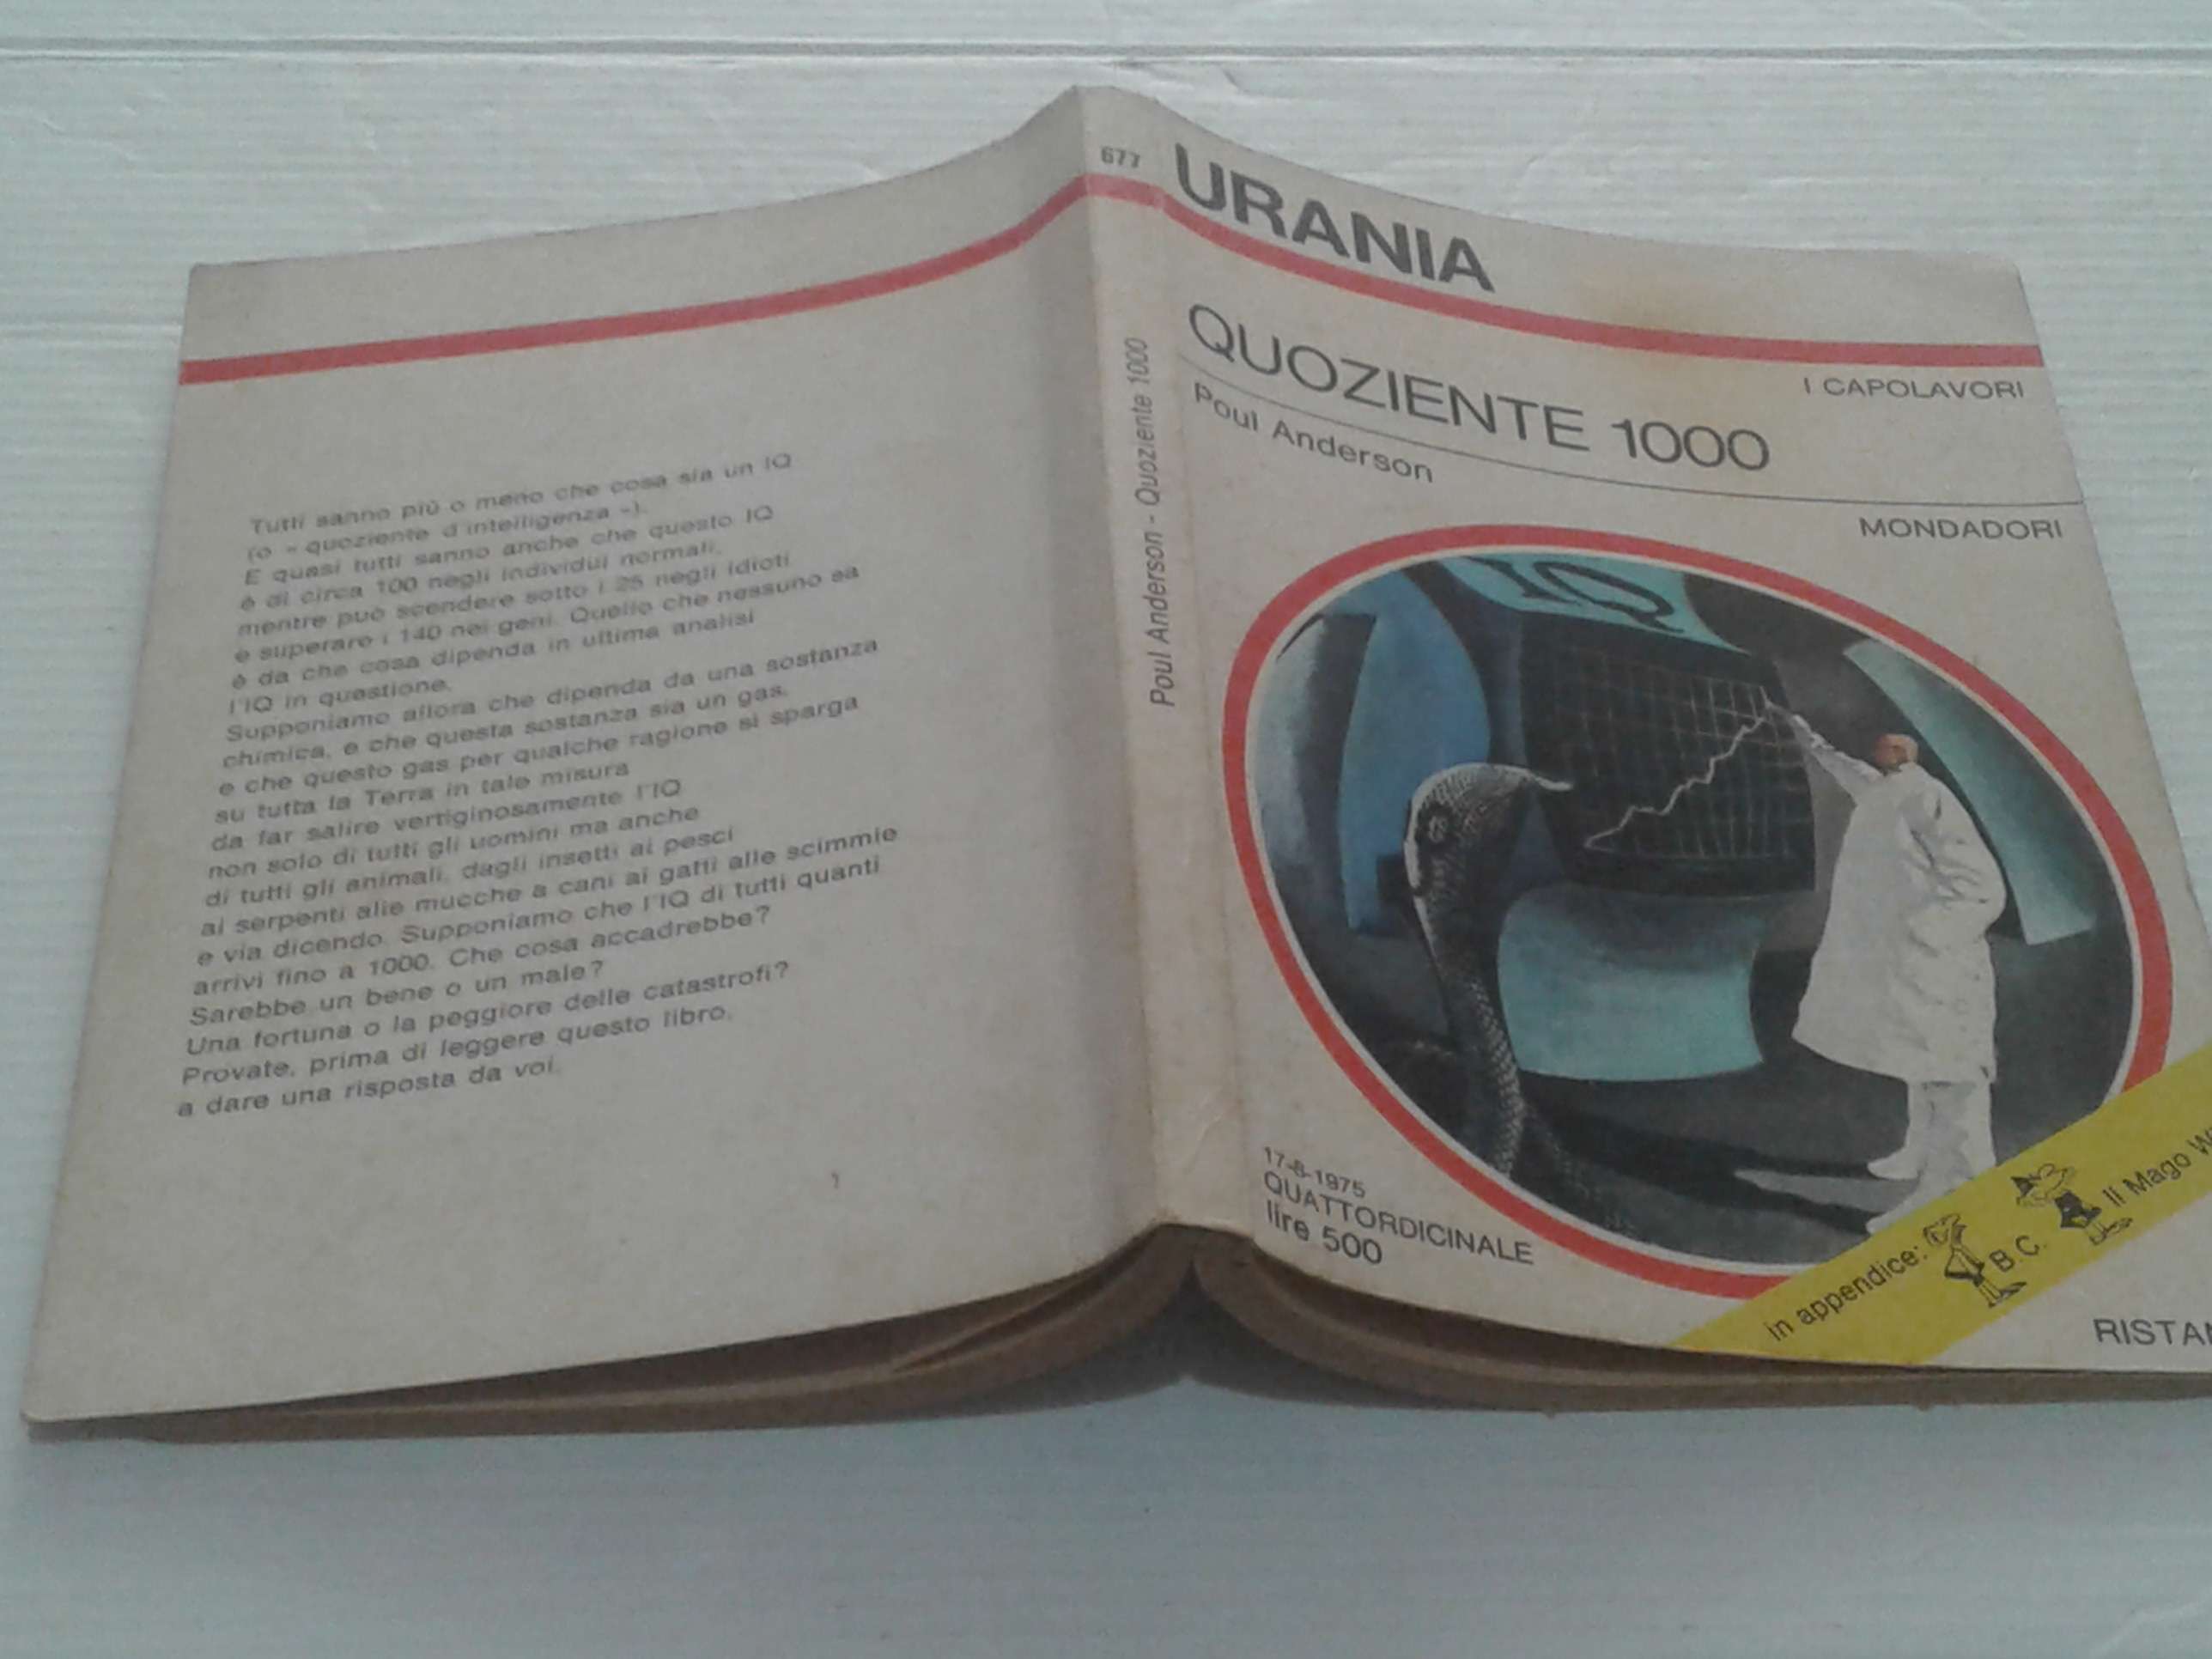 Tutti sanno più o meno che cosa sia un IQ
(o « quoziente d'intelligenza »).
E quasi tutti sanno anche che questo IQ
è di circa 100 negli individui normali,
mentre può scendere sotto i 25 negli idioti
e superare i 140 nei geni. Quello che nessuno sa
è da che cosa dipenda in ultima analisi
l'IQ in questione.
Supponiamo allora che dipenda da una sostanza
chimica, e che questa sostanza sia un gas,
e che questo gas per qualche ragione si sparga
su tutta la Terra in tale misura
da far salire vertiginosamente l'IQ
non solo di tutti gli uomini ma anche
di tutti gli animali, dagli insetti ai pesci
ai serpenti alle mucche a cani ai gatti alle scimmie
e via dicendo. Supponiamo che l'IQ di tutti quanti
arrivi fino a 1000. Che cosa accadrebbe?
Sarebbe un bene o un male?
Una fortuna o la peggiore delle catastrofi?
Provate, prima di leggere questo libro,
a dare una risposta da voi.
677
Poul Anderson - Quoziente 1000
URANIA
I CAPOLAVORI
QUOZIENTE 1000
Poul Anderson
MONDADORI
IQ
17-8-1975
QUATTORDICINALE
lire 500
in appendice: B.C. Il Mago